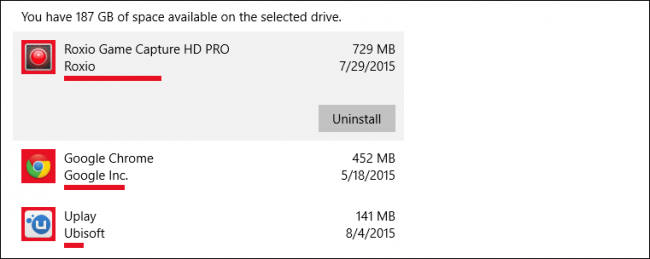 You have 187 GB of space available on the selected drive.
Roxio Game Capture HD PRO 729 MB
Roxio 7/29/2015
Uninstall
Google Chrome 452 MB
Google Inc. 5/18/2015
Uplay 141 MB
Ubisoft 8/4/2015